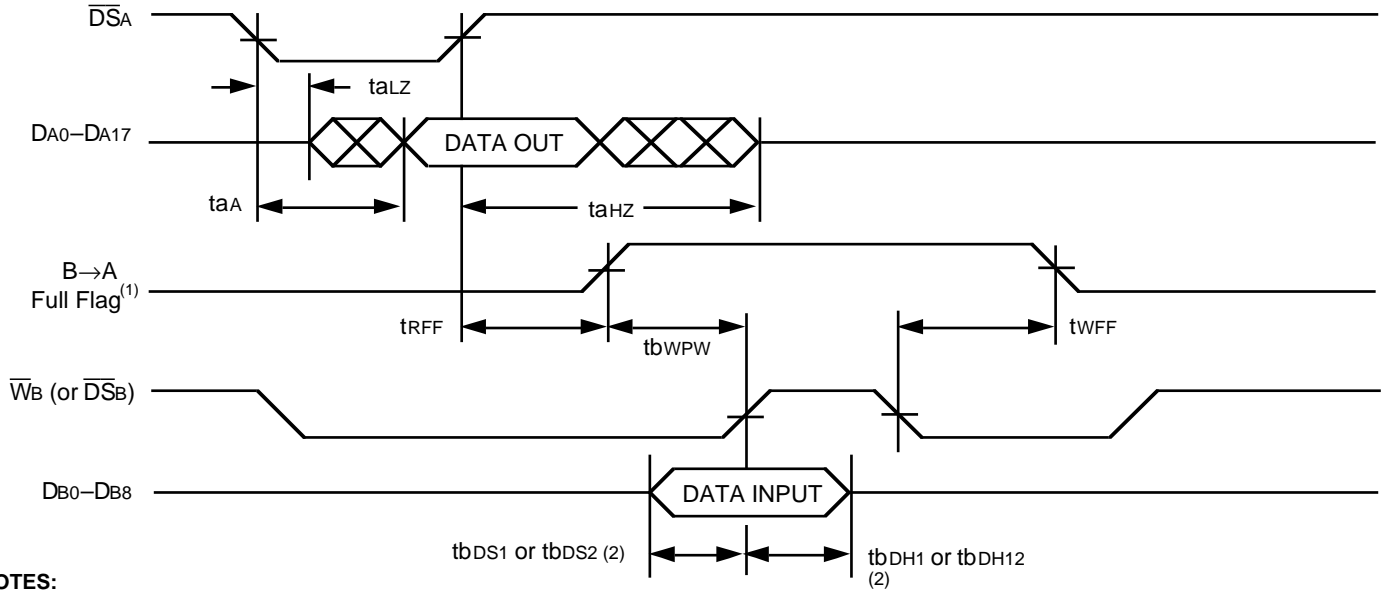 DSA
taLZ
DA0–DA17
DATA OUT
taA
taHZ
B→A
Full Flag(1)
tRFF
tbWPW
tWFF
WB (or DSB)
DB0–DB8
DATA INPUT
tbDS1 or tbDS2 (2)
tbDH1 or tbDH12
(2)
OTES: